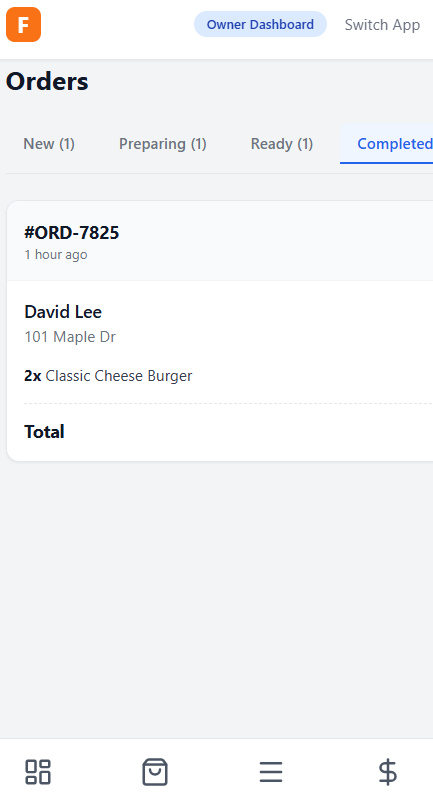 F
Owner Dashboard
Switch App
Orders
New (1)
Preparing (1)
Ready (1)
Completed
#ORD-7825
1 hour ago
David Lee
101 Maple Dr
2x Classic Cheese Burger
Total